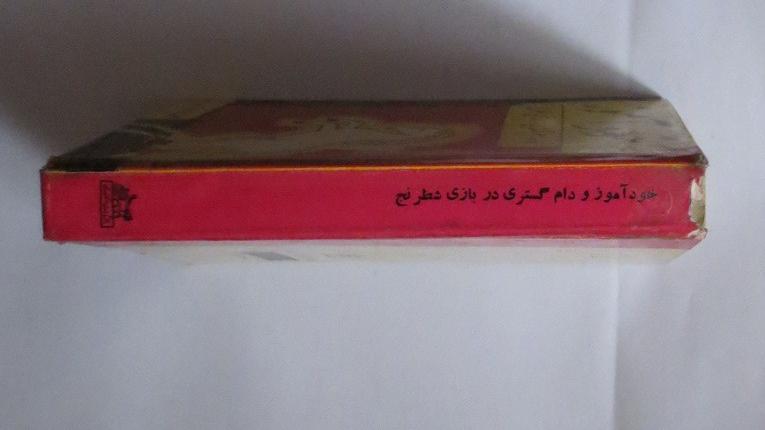 خودآموز و دام گستری در بازی شطرنج